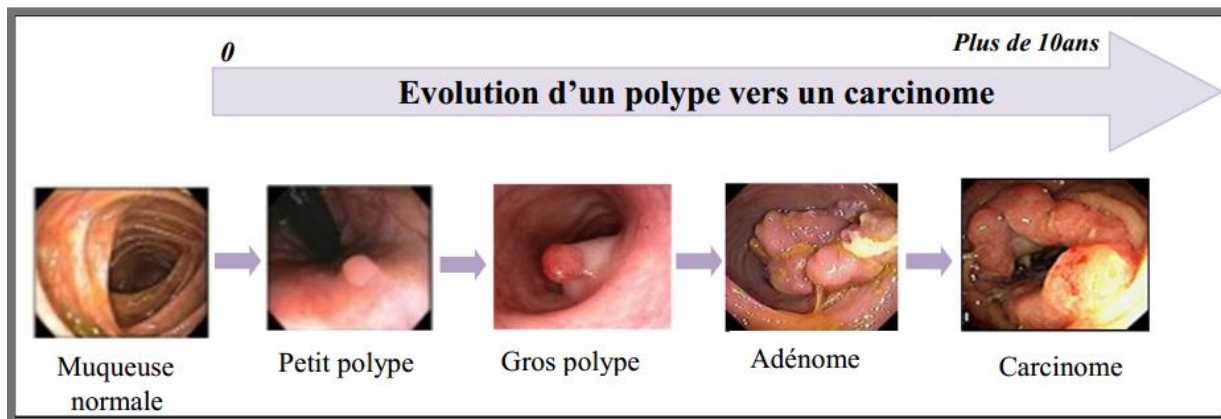 0
Plus de 10ans
Evolution d’un polype vers un carcinome
Muqueuse
normale
Petit polype
Gros polype
Adénome
Carcinome